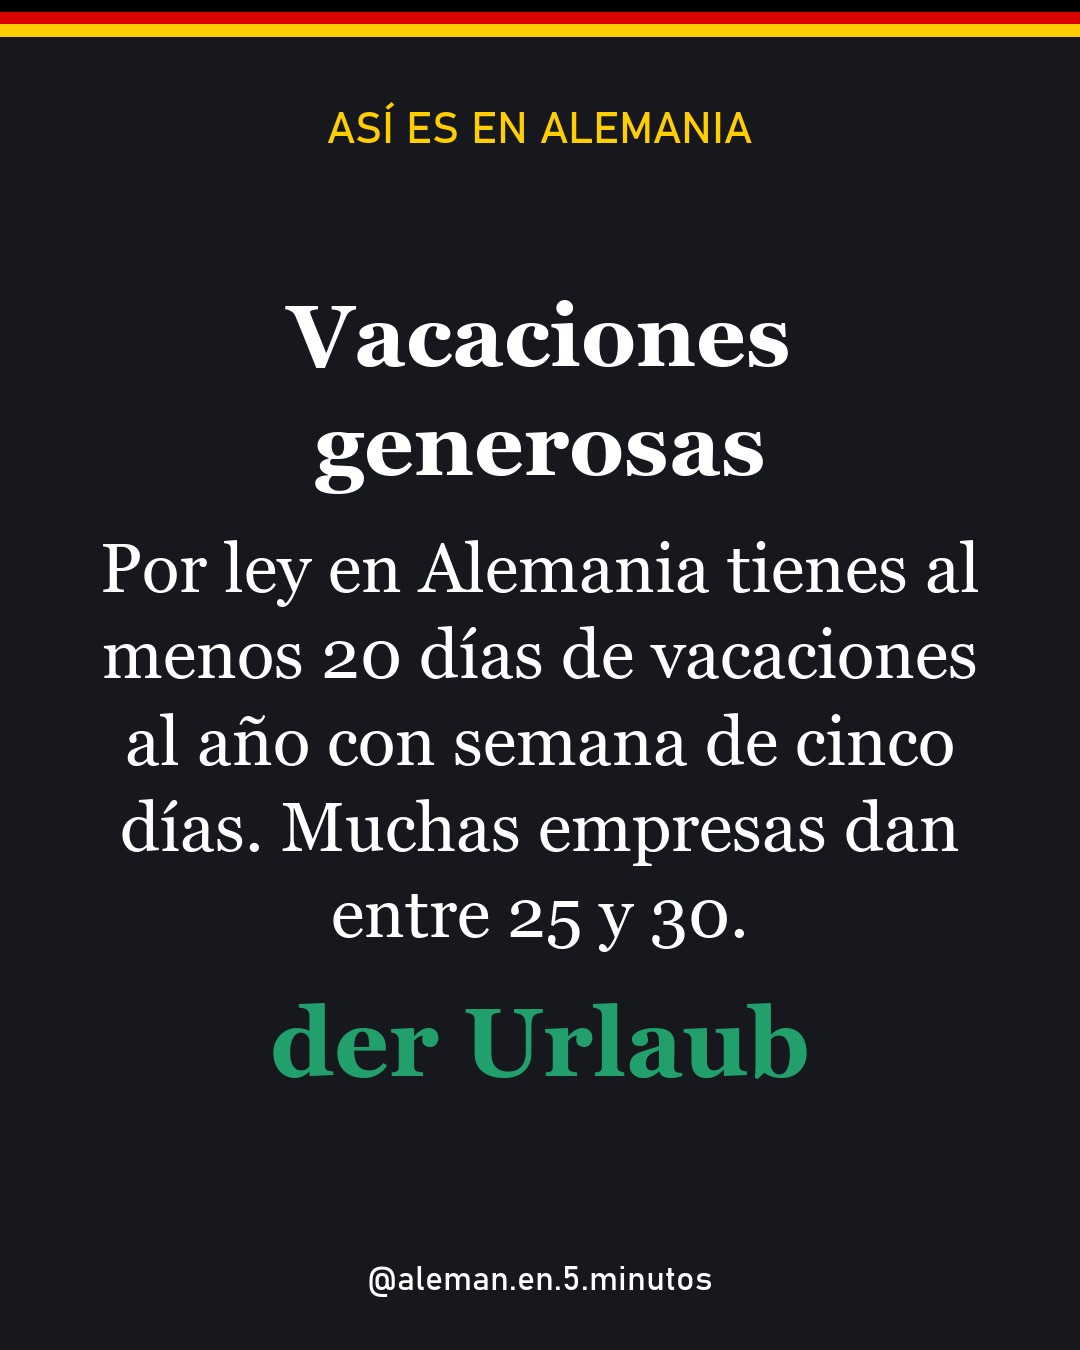 ASÍ ES EN ALEMANIA
Vacaciones
generosas
Por ley en Alemania tienes al
menos 20 días de vacaciones
al año con semana de cinco
días. Muchas empresas dan
entre 25 y 30.
der Urlaub
@aleman.en.5.minutos